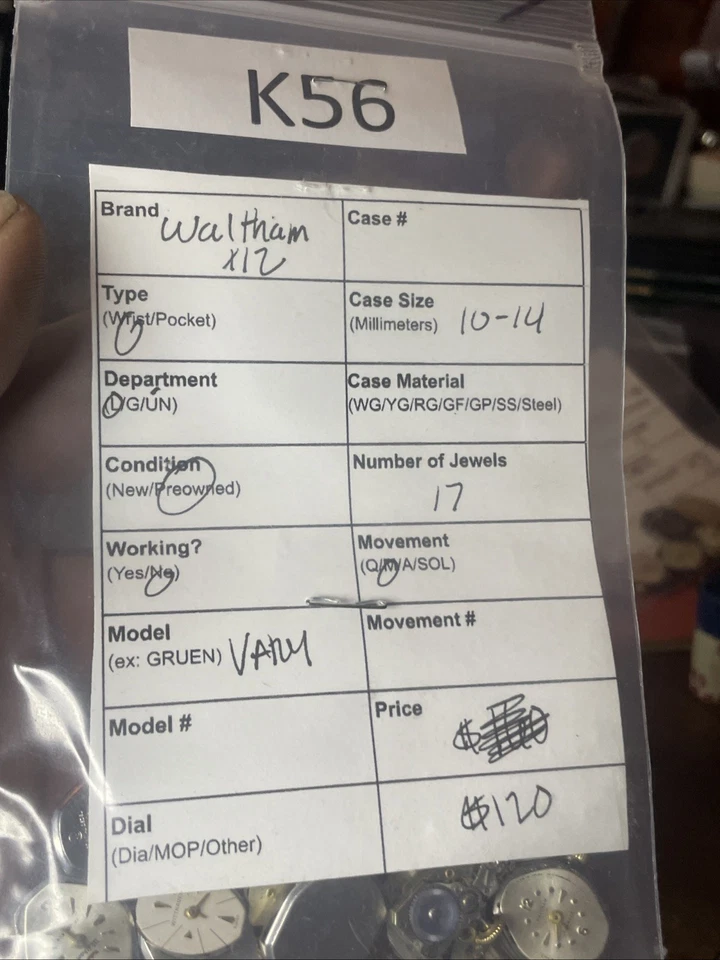 K56
Brand Waltham
x12
Case #
Type
(Wrist/Pocket)
Case Size
(Millimeters) 10-14
Department
(L/G/UN)
Case Material
(WG/YG/RG/GF/GP/SS/Steel)
Condition
(New/Preowned)
Number of Jewels
17
Working?
(Yes/No)
Movement
(Q/M/A/SOL)
Model
(ex: GRUEN) VARY
Movement #
Model #
Price
$120
Dial
(Dia/MOP/Other)